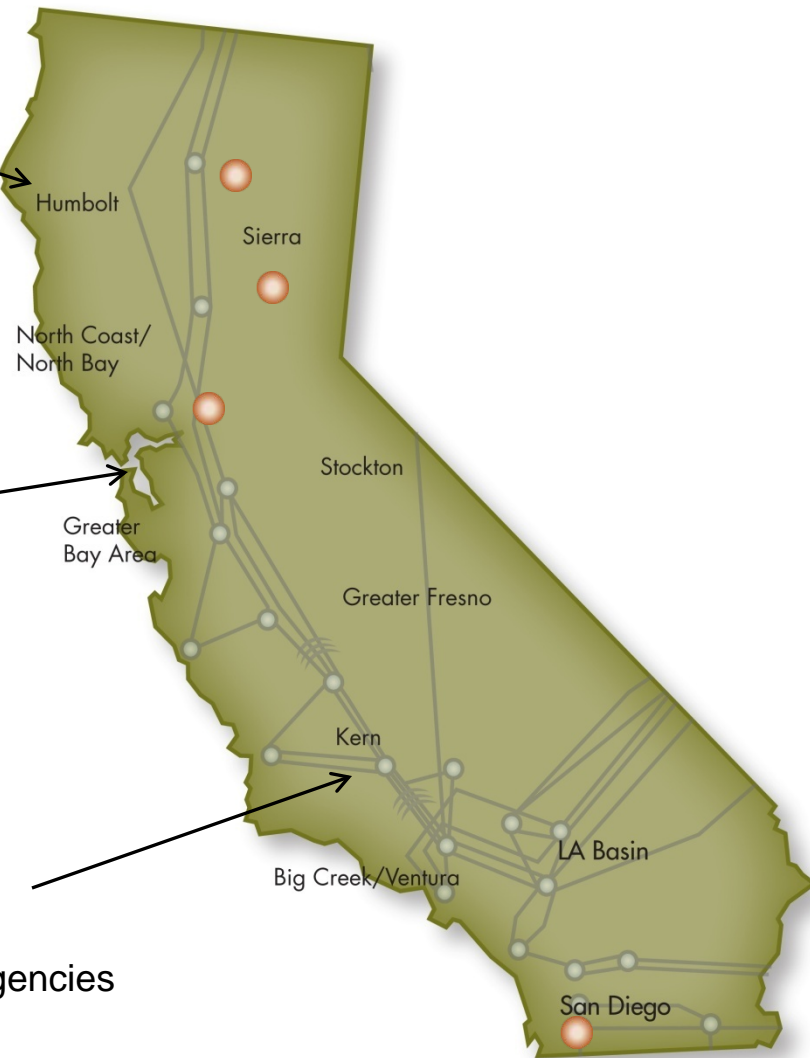 Humbolt
Sierra
North Coast/
North Bay
Stockton
Greater
Bay Area
Greater Fresno
Kern
LA Basin
Big Creek/Ventura
gencies
San Diego